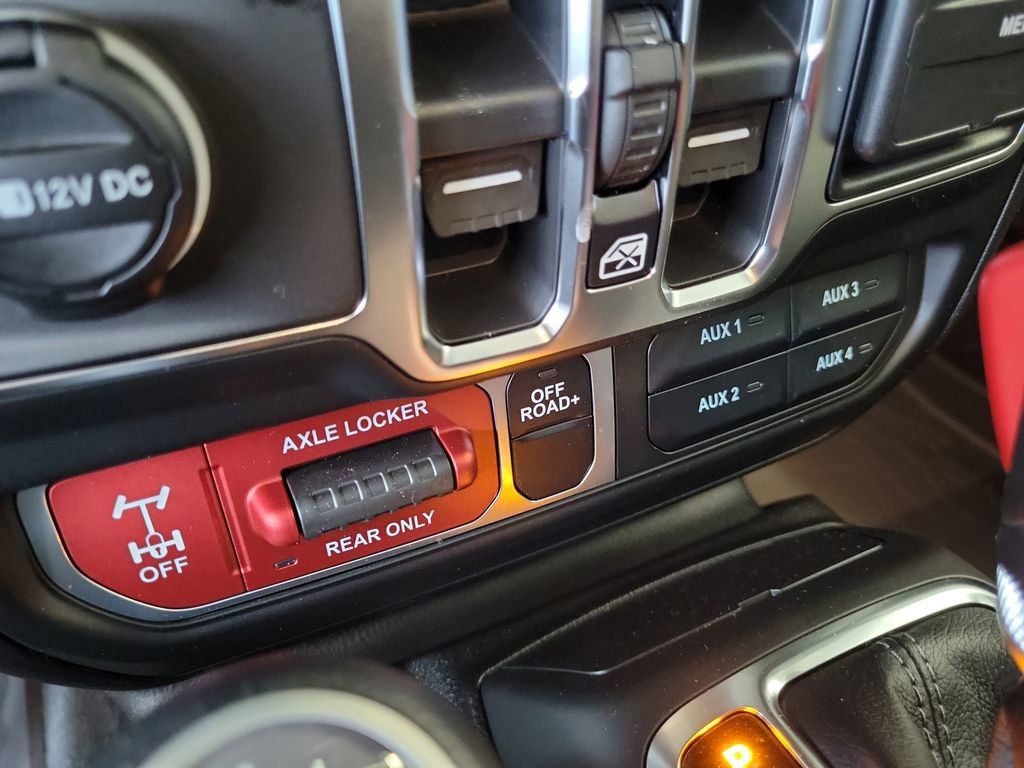 12V DC
AUX 1
AUX 3
AUX 2
AUX 4
OFF
ROAD+
AXLE LOCKER
REAR ONLY
OFF
D